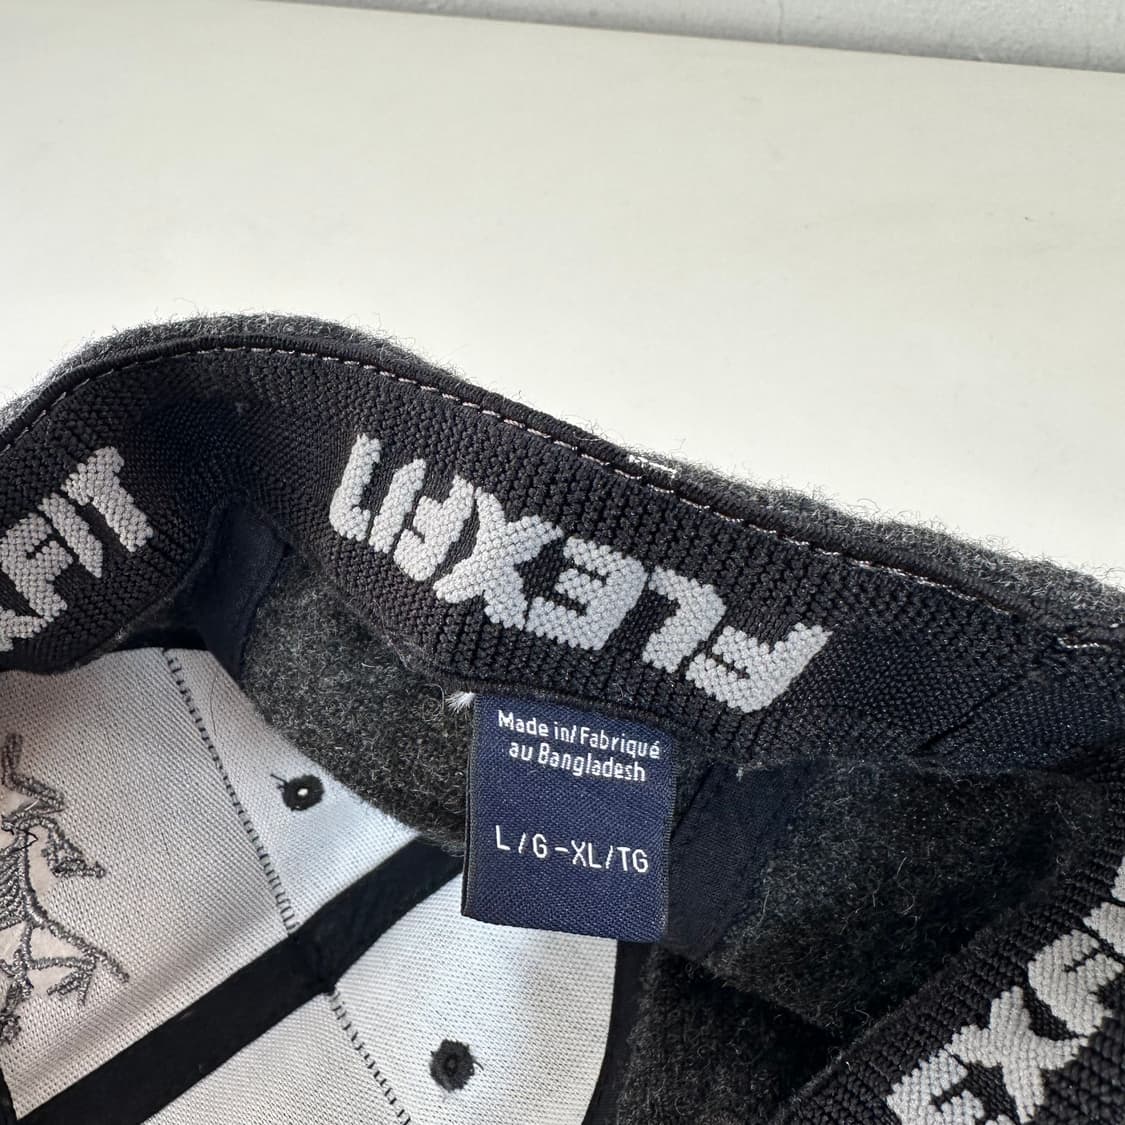 FLEXFIT
Made in/Fabriqué
au Bangladesh
L/G-XL/TG